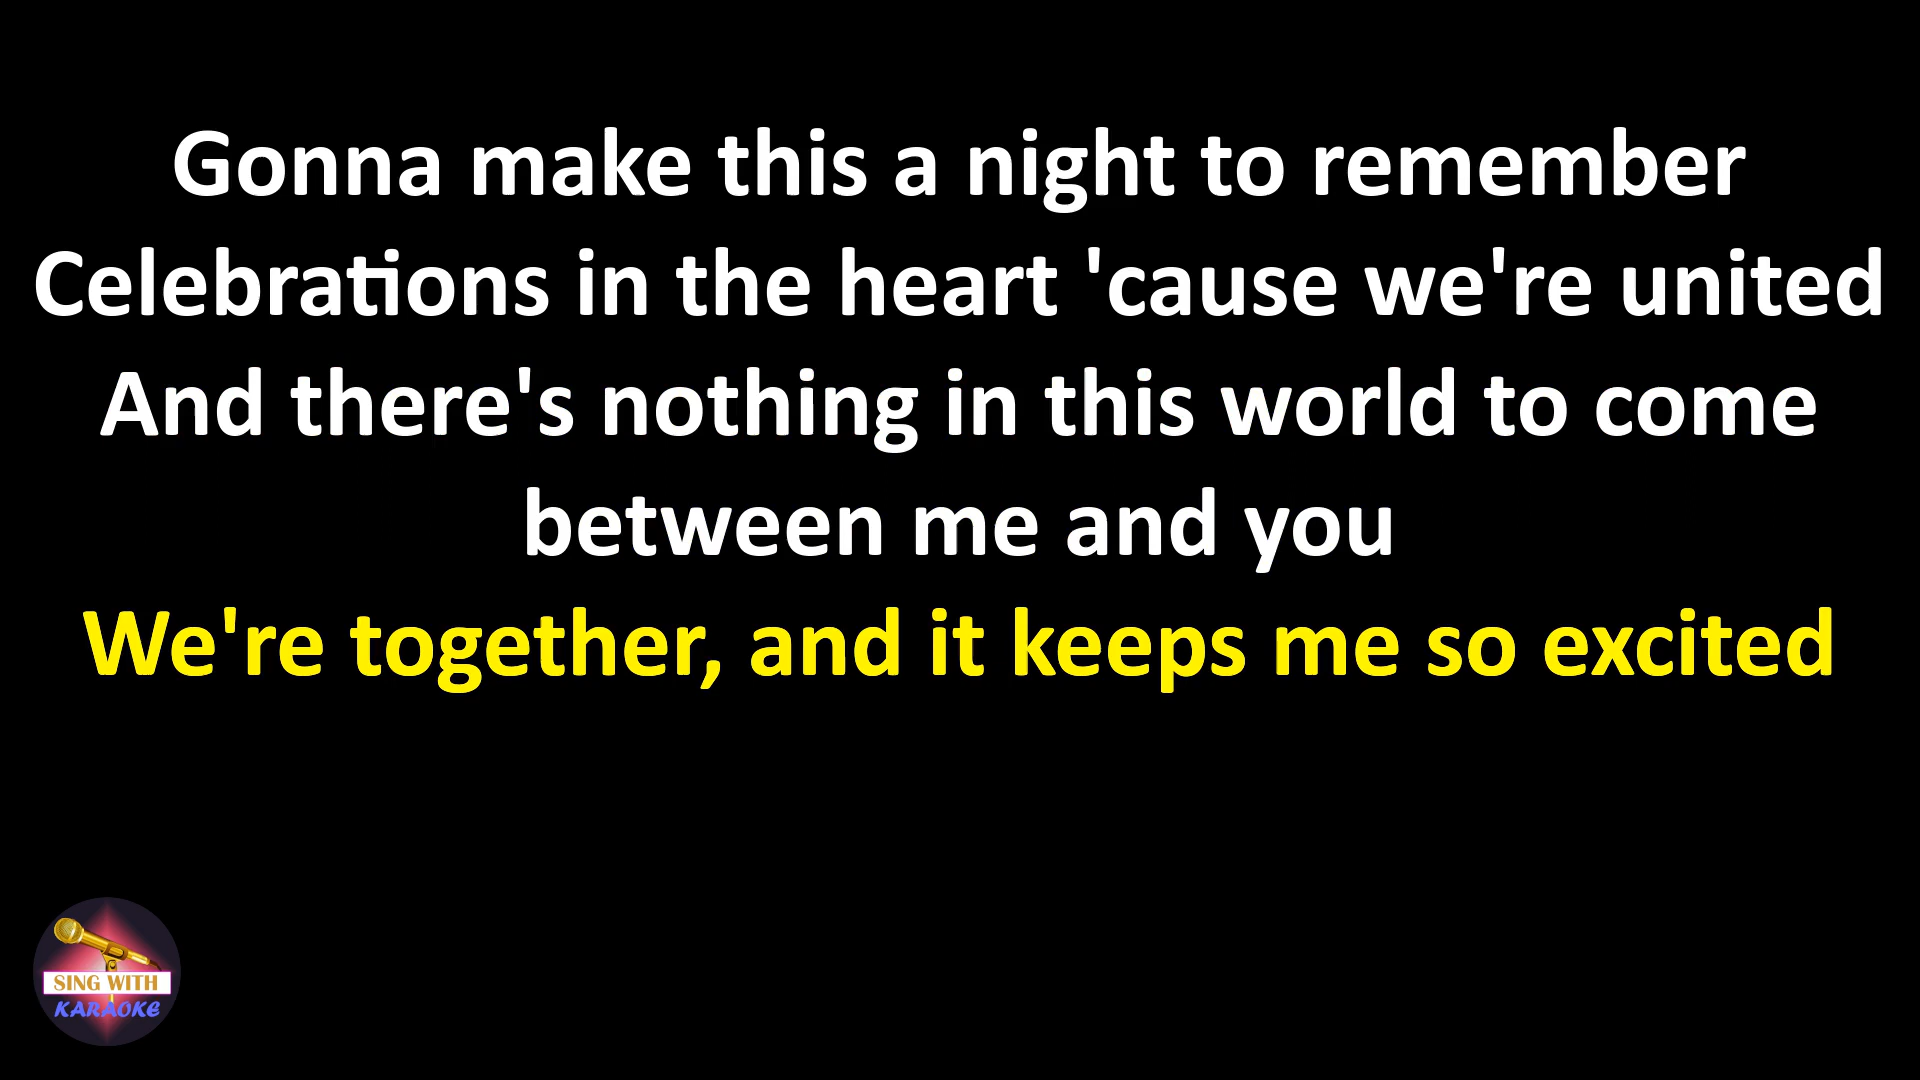 Gonna make this a night to remember
Celebrations in the heart 'cause we're united
And there's nothing in this world to come
between me and you
We're together, and it keeps me so excited
SING WITH
KARAOKE